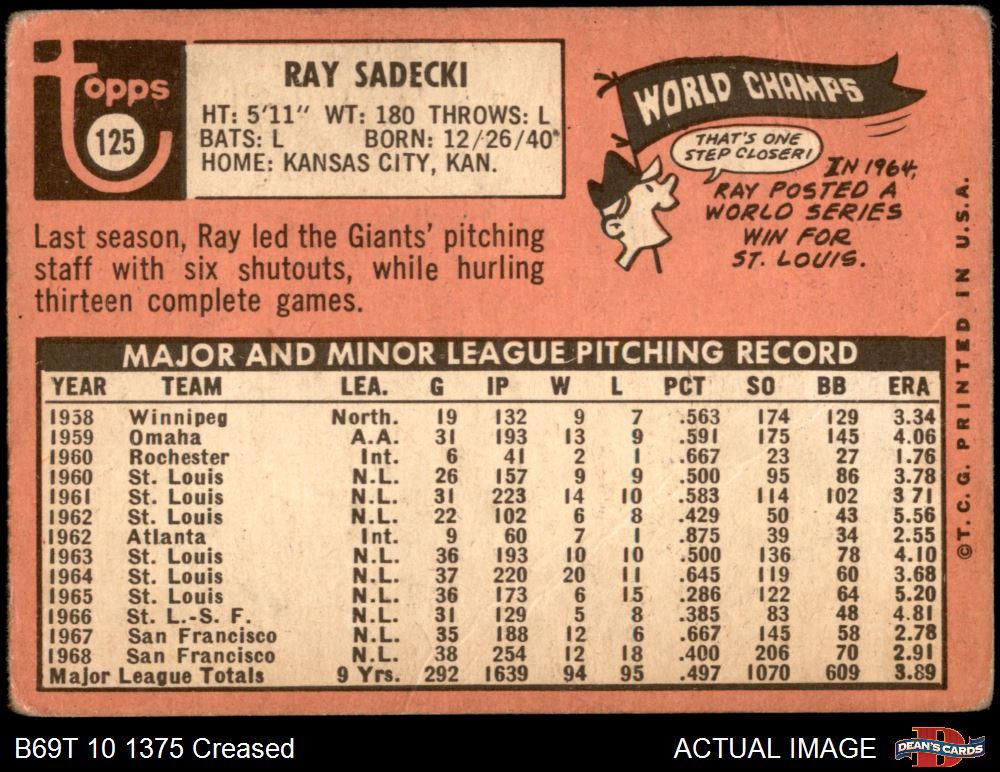 Topps
125
RAY SADECKI
HT: 5'11" WT: 180 THROWS: L
BATS: L BORN: 12/26/40
HOME: KANSAS CITY, KAN.
WORLD CHAMPS
THAT'S ONE
STEP CLOSER!
IN 1964,
RAY POSTED A
WORLD SERIES
WIN FOR
ST. LOUIS.
Last season, Ray led the Giants' pitching
staff with six shutouts, while hurling
thirteen complete games.
MAJOR AND MINOR LEAGUE PITCHING RECORD
YEAR TEAM LEA. G IP W L PCT SO BB ERA
1958 Winnipeg North. 19 132 9 7 .563 174 129 3.34
1959 Omaha A.A. 31 193 13 9 .591 175 145 4.06
1960 Rochester Int. 6 41 2 1 .667 23 27 1.76
1960 St. Louis N.L. 26 157 9 9 .500 95 86 3.78
1961 St. Louis N.L. 31 223 14 10 .583 114 102 3.71
1962 St. Louis N.L. 22 102 6 8 .429 50 43 5.56
1962 Atlanta Int. 9 60 7 1 .875 39 34 2.55
1963 St. Louis N.L. 36 193 10 10 .500 136 78 4.10
1964 St. Louis N.L. 37 220 20 11 .645 119 60 3.68
1965 St. Louis N.L. 36 173 6 15 .286 122 64 5.20
1966 St. L.-S. F. N.L. 31 129 5 8 .385 83 48 4.81
1967 San Francisco N.L. 35 188 12 6 .667 145 58 2.78
1968 San Francisco N.L. 38 254 12 18 .400 206 70 2.91
Major League Totals 9 Yrs. 292 1639 94 95 .497 1070 609 3.89
©T.C.G. PRINTED IN U.S.A.
B69T 10 1375 Creased
ACTUAL IMAGE
DEAN'S CARDS